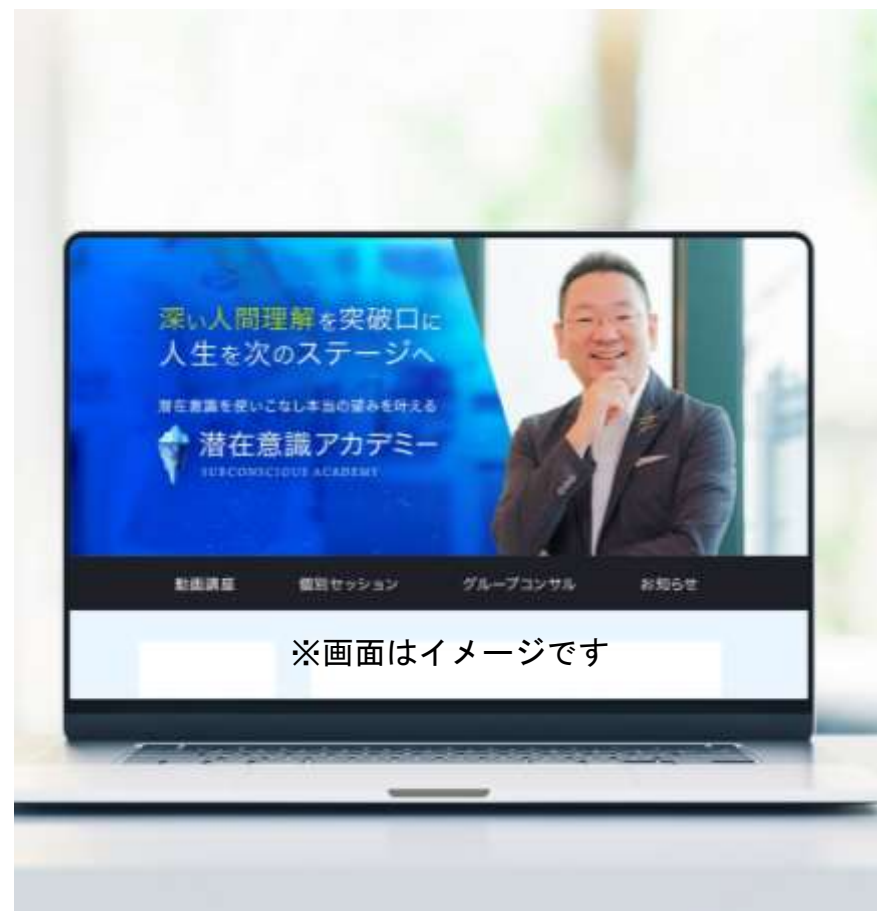 深い人間理解を突破口に
人生を次のステージへ
潜在意識を使いこなし本当の望みを叶える
潜在意識アカデミー
SUBCONSCIOUS ACADEMY
動画講座 個別セッション グループコンサル お知らせ
※画面はイメージです